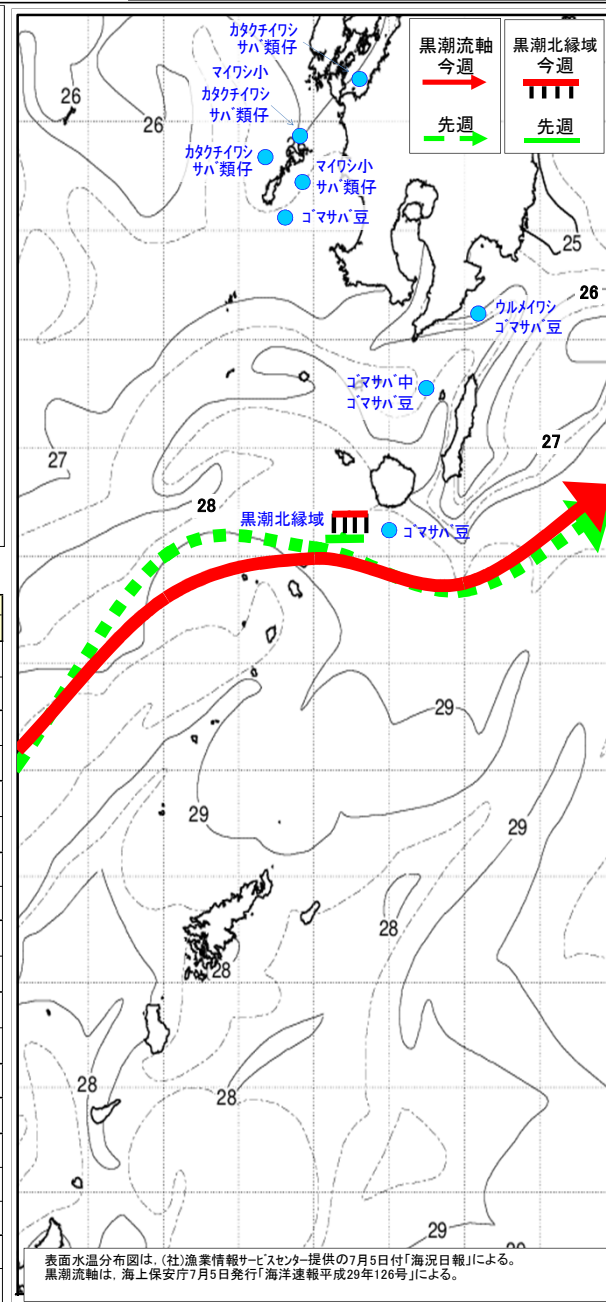 カタクチイワシ
サバ類仔
黒潮流軸
今週
先週
黒潮北縁域
今週
先週
マイワシ小
カタクチイワシ
サバ類仔
カタクチイワシ
サバ類仔
マイワシ小
サバ類仔
ゴマサバ豆
26
26
25
26
ウルメイワシ
ゴマサバ豆
ゴマサバ中
ゴマサバ豆
27
27
28
黒潮北縁域
ゴマサバ豆
29
29
29
28
28
28
28
29
表面水温分布図は，(社)漁業情報サービスセンター提供の7月5日付「海況日報」による。
黒潮流軸は，海上保安庁7月5日発行「海洋速報平成29年126号」による。